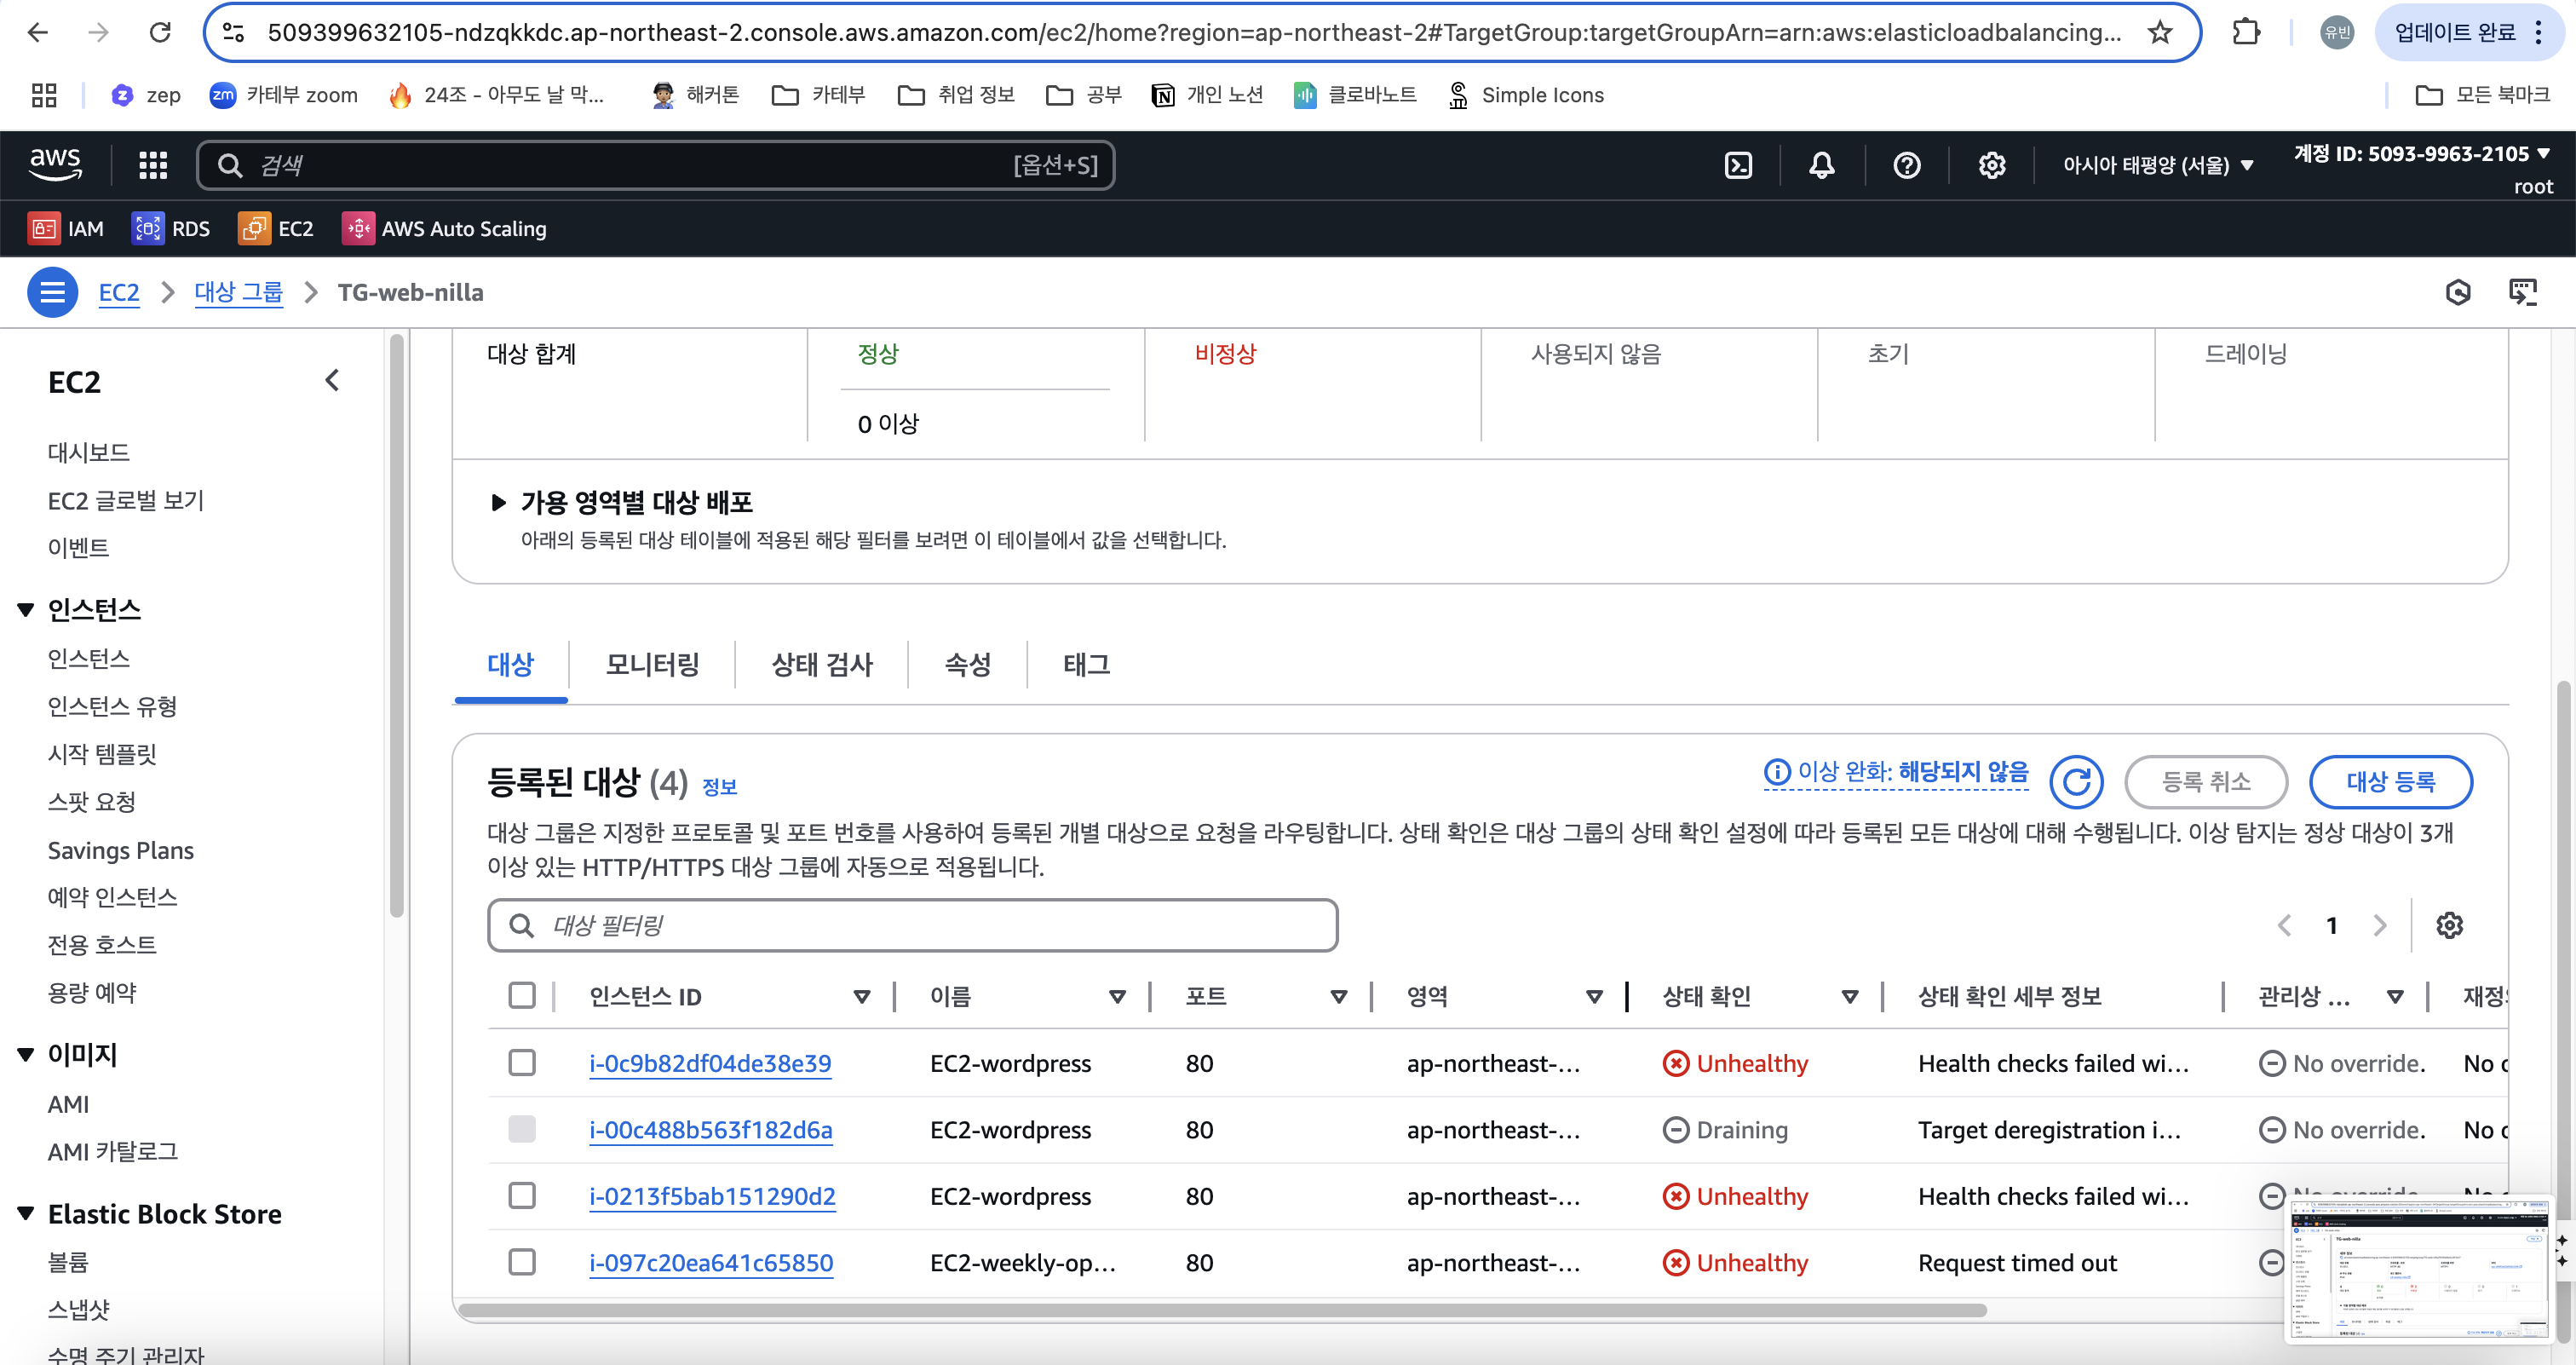 509399632105-ndzqkkdc.ap-northeast-2.console.aws.amazon.com/ec2/home?region=ap-northeast-2#TargetGroup:targetGroupArn=arn:aws:elasticloadbalancing...
유빈
업데이트 완료
zep
zm
카테부 zoom
24조 - 아무도 날 막...
해커톤
카테부
취업 정보
공부
개인 노션
클로바노트
Simple Icons
모든 북마크
aws
검색
[옵션+S]
아시아 태평양 (서울)
계정 ID: 5093-9963-2105
root
IAM
RDS
EC2
AWS Auto Scaling
EC2
대상 그룹
TG-web-nilla
EC2
대시보드
EC2 글로벌 보기
이벤트
인스턴스
인스턴스
인스턴스 유형
시작 템플릿
스팟 요청
Savings Plans
예약 인스턴스
전용 호스트
용량 예약
이미지
AMI
AMI 카탈로그
Elastic Block Store
볼륨
스냅샷
수명 주기 관리자
대상 합계
정상
비정상
사용되지 않음
초기
드레이닝
0 이상
가용 영역별 대상 배포
아래의 등록된 대상 테이블에 적용된 해당 필터를 보려면 이 테이블에서 값을 선택합니다.
대상
모니터링
상태 검사
속성
태그
등록된 대상 (4) 정보
이상 완화: 해당되지 않음
등록 취소
대상 등록
대상 그룹은 지정한 프로토콜 및 포트 번호를 사용하여 등록된 개별 대상으로 요청을 라우팅합니다. 상태 확인은 대상 그룹의 상태 확인 설정에 따라 등록된 모든 대상에 대해 수행됩니다. 이상 탐지는 정상 대상이 3개
이상 있는 HTTP/HTTPS 대상 그룹에 자동으로 적용됩니다.
대상 필터링
1
인스턴스 ID 이름 포트 영역 상태 확인 상태 확인 세부 정보 관리상 ...
i-0c9b82df04de38e39 EC2-wordpress 80 ap-northeast-... Unhealthy Health checks failed wi... No override. No
i-00c488b563f182d6a EC2-wordpress 80 ap-northeast-... Draining Target deregistration i... No override. No
i-0213f5bab151290d2 EC2-wordpress 80 ap-northeast-... Unhealthy Health checks failed wi...
i-097c20ea641c65850 EC2-weekly-op... 80 ap-northeast-... Unhealthy Request timed out